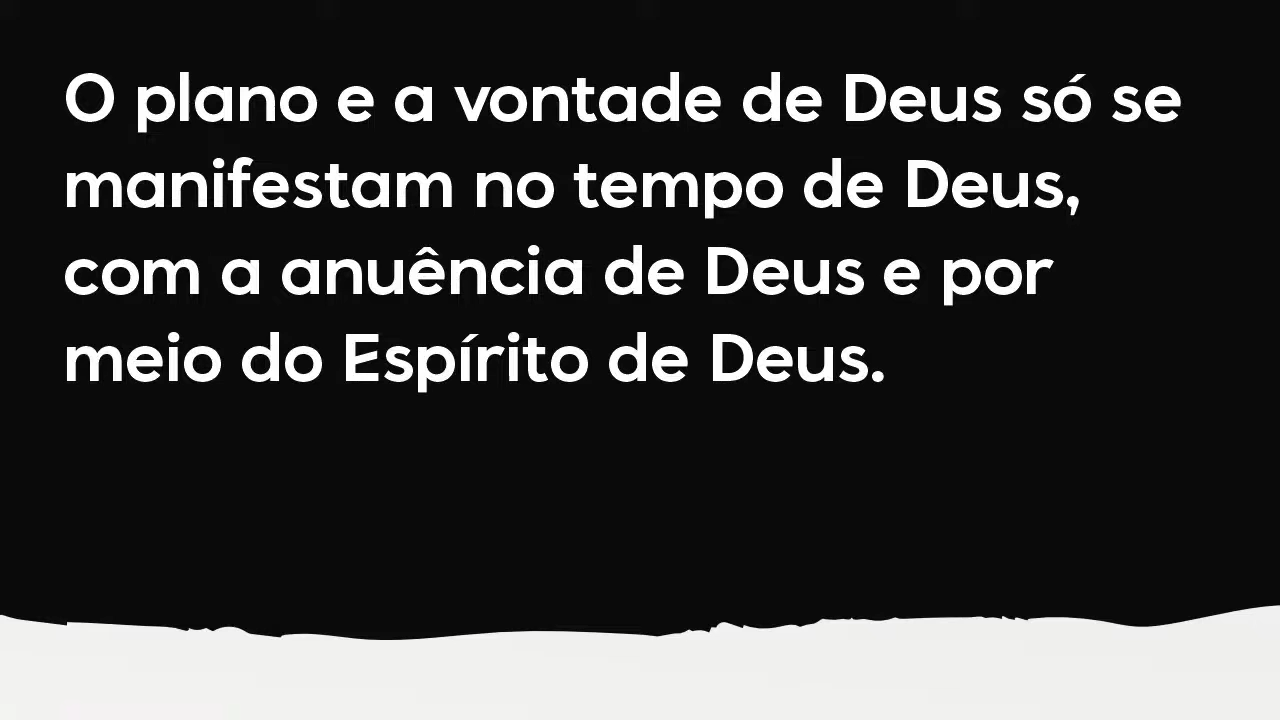 O plano e a vontade de Deus só se
manifestam no tempo de Deus,
com a anuência de Deus e por
meio do Espírito de Deus.